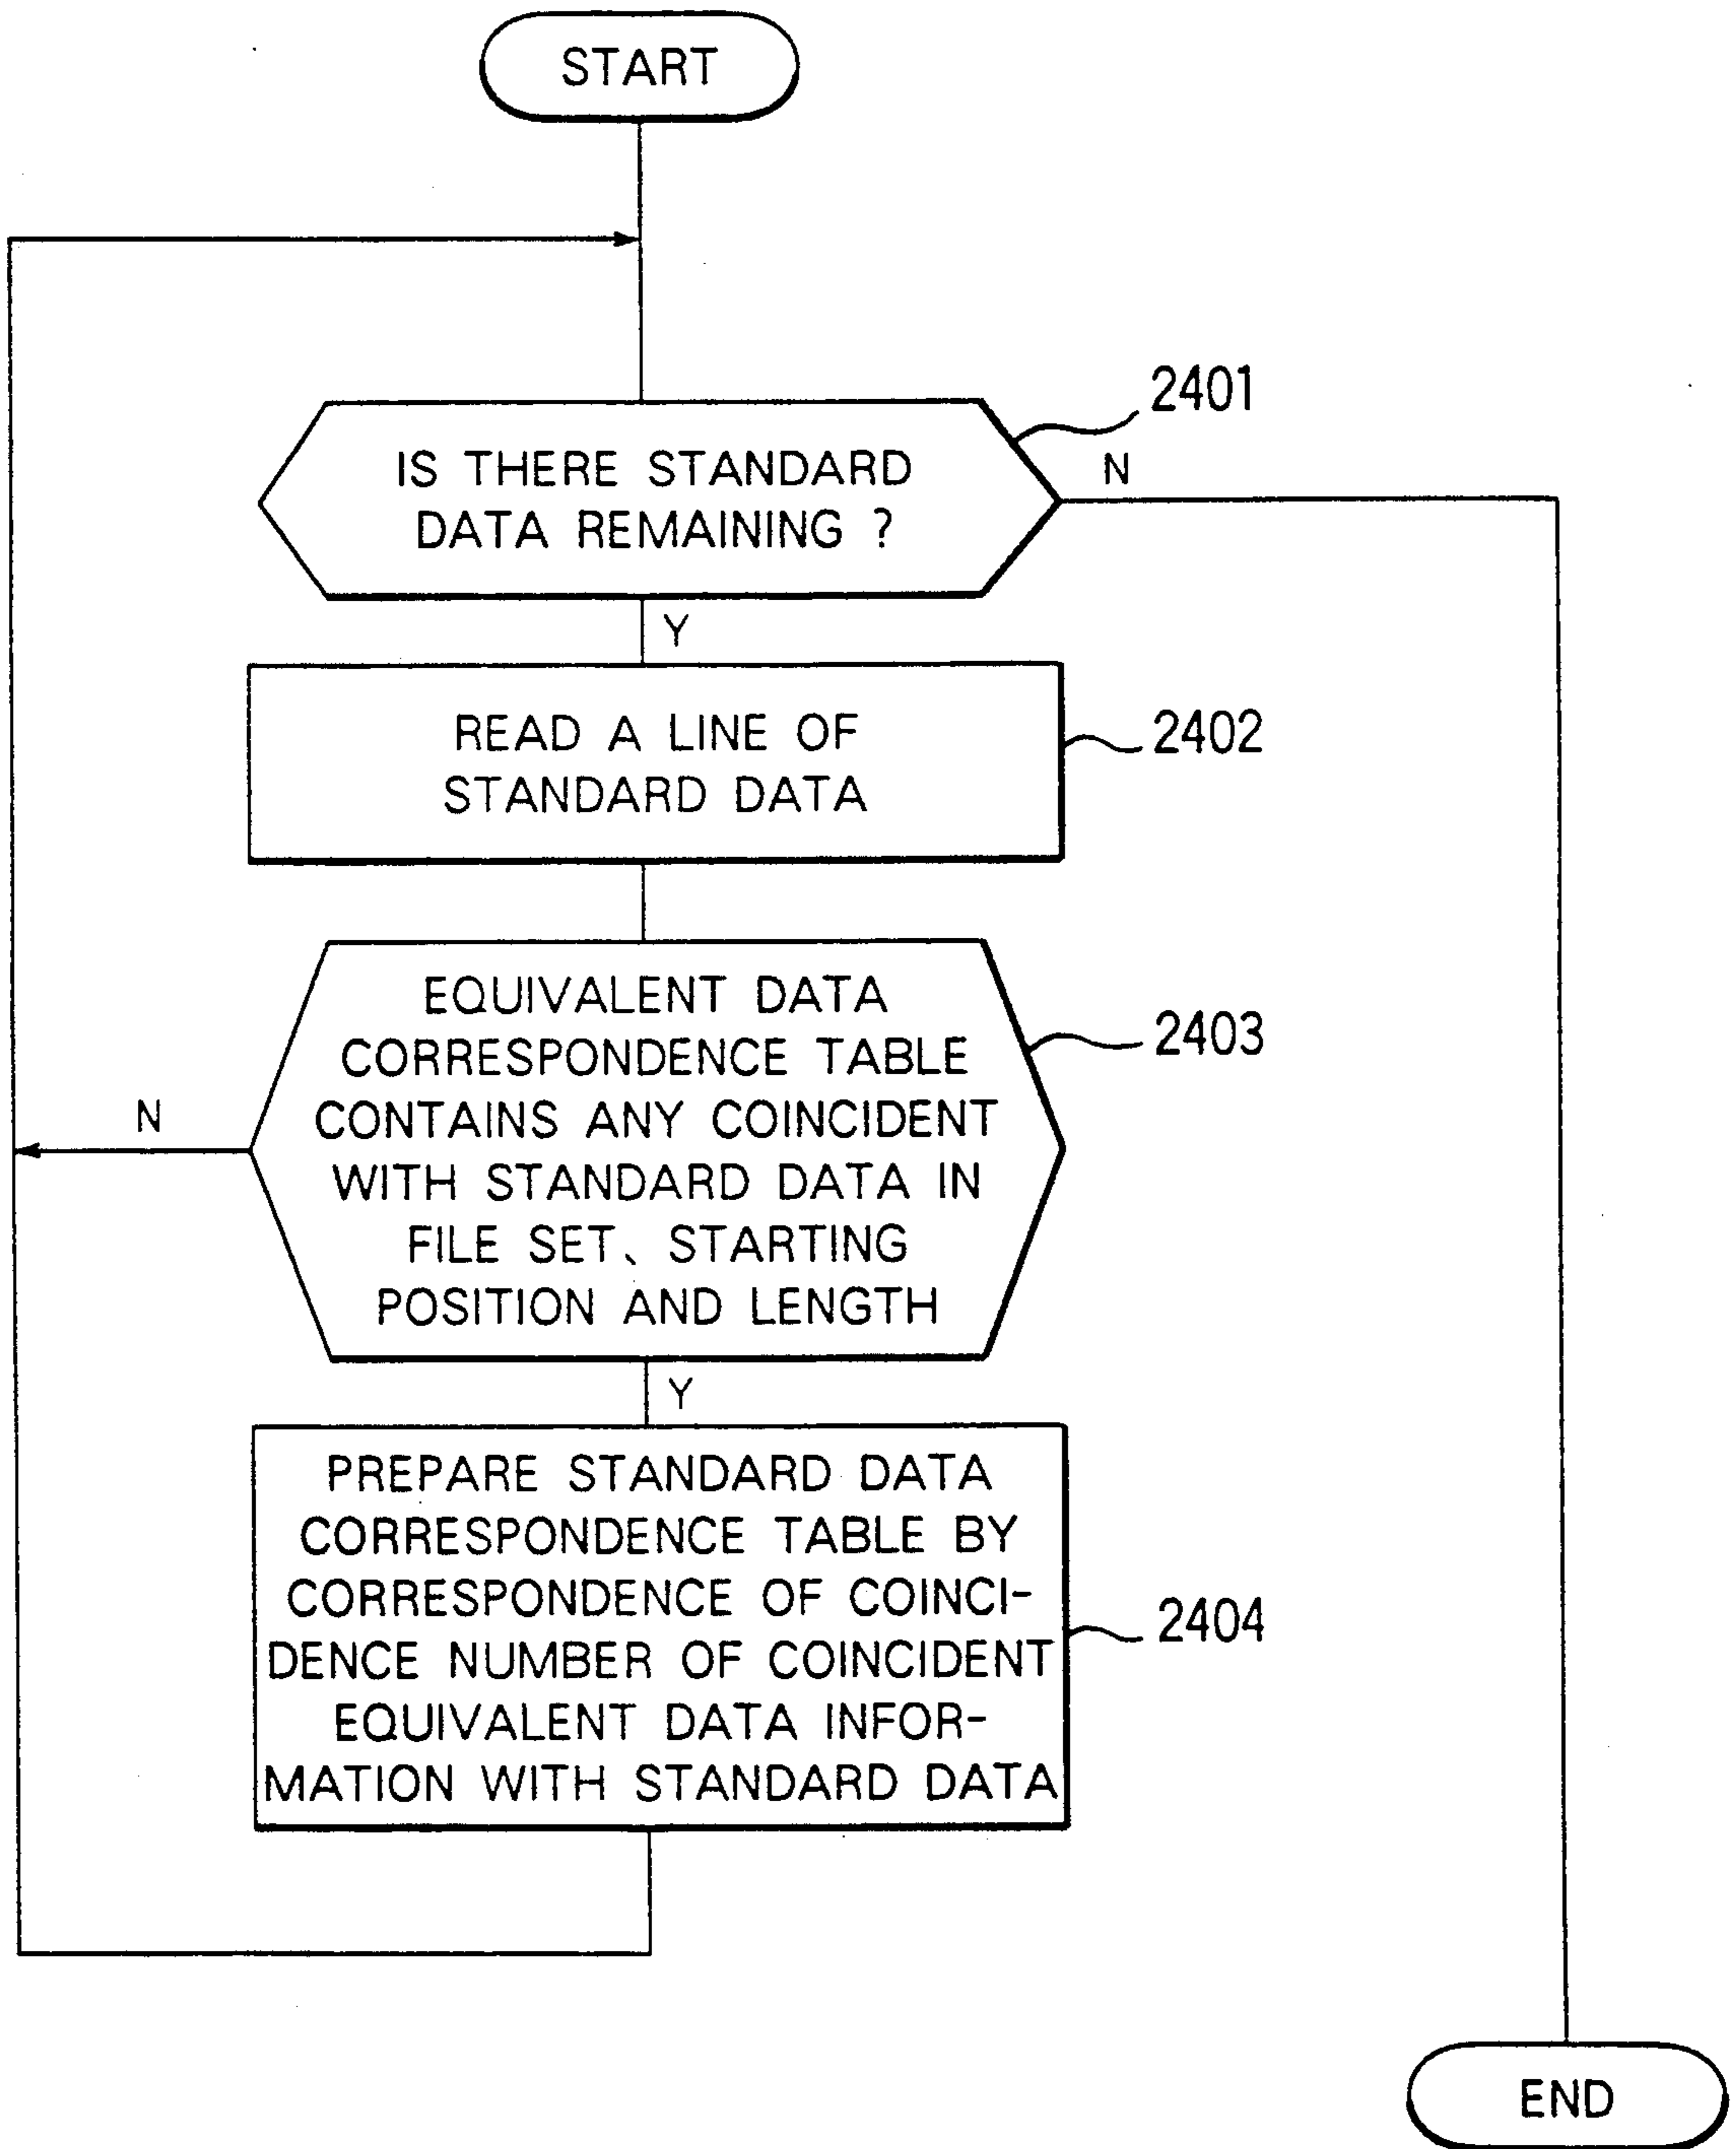 START
2401
IS THERE STANDARD
DATA REMAINING ?
N
Y
READ A LINE OF
STANDARD DATA
2402
EQUIVALENT DATA
CORRESPONDENCE TABLE
CONTAINS ANY COINCIDENT
WITH STANDARD DATA IN
FILE SET、STARTING
POSITION AND LENGTH
2403
N
Y
PREPARE STANDARD DATA
CORRESPONDENCE TABLE BY
CORRESPONDENCE OF COINCI-
DENCE NUMBER OF COINCIDENT
EQUIVALENT DATA INFOR-
MATION WITH STANDARD DATA
2404
END